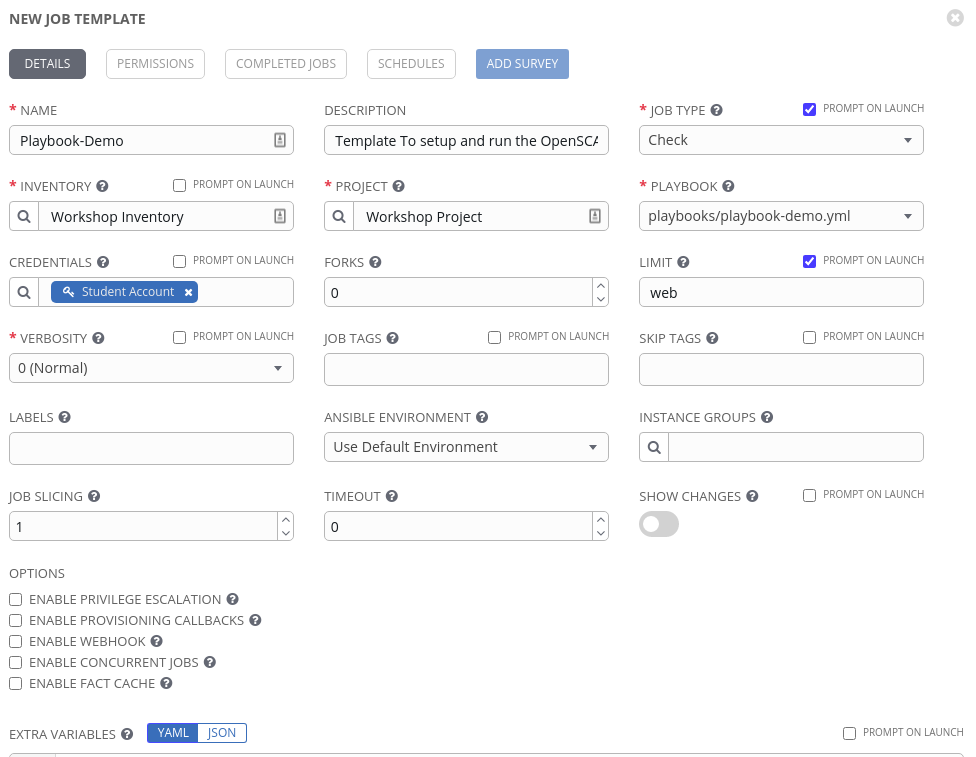 NEW JOB TEMPLATE
DETAILS PERMISSIONS COMPLETED JOBS SCHEDULES ADD SURVEY
* NAME DESCRIPTION * JOB TYPE PROMPT ON LAUNCH
Playbook-Demo Template To setup and run the OpenSCA Check
* INVENTORY PROMPT ON LAUNCH * PROJECT * PLAYBOOK
Workshop Inventory Workshop Project playbooks/playbook-demo.yml
CREDENTIALS PROMPT ON LAUNCH FORKS LIMIT PROMPT ON LAUNCH
Student Account 0 web
* VERBOSITY PROMPT ON LAUNCH JOB TAGS PROMPT ON LAUNCH SKIP TAGS PROMPT ON LAUNCH
0 (Normal)
LABELS ANSIBLE ENVIRONMENT INSTANCE GROUPS
Use Default Environment
JOB SLICING TIMEOUT SHOW CHANGES PROMPT ON LAUNCH
1 0
OPTIONS
ENABLE PRIVILEGE ESCALATION
ENABLE PROVISIONING CALLBACKS
ENABLE WEBHOOK
ENABLE CONCURRENT JOBS
ENABLE FACT CACHE
EXTRA VARIABLES YAML JSON PROMPT ON LAUNCH